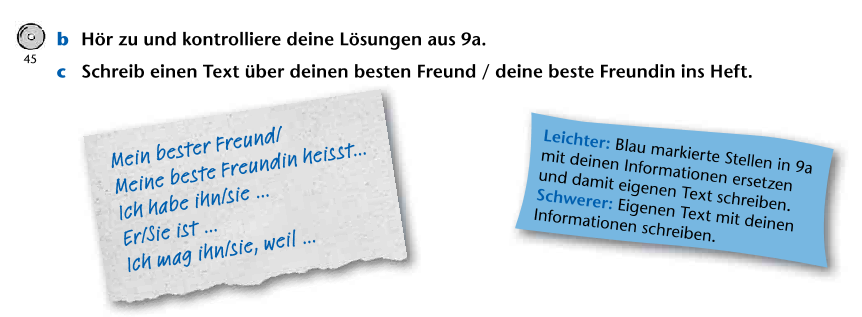 b Hör zu und kontrolliere deine Lösungen aus 9a.
45
c Schreib einen Text über deinen besten Freund / deine beste Freundin ins Heft.
Mein bester Freund/
Meine beste Freundin heisst...
Ich habe ihn/sie ...
Er/Sie ist ...
Ich mag ihn/sie, weil ...
Leichter: Blau markierte Stellen in 9a
mit deinen Informationen ersetzen
und damit eigenen Text schreiben.
Schwerer: Eigenen Text mit deinen
Informationen schreiben.